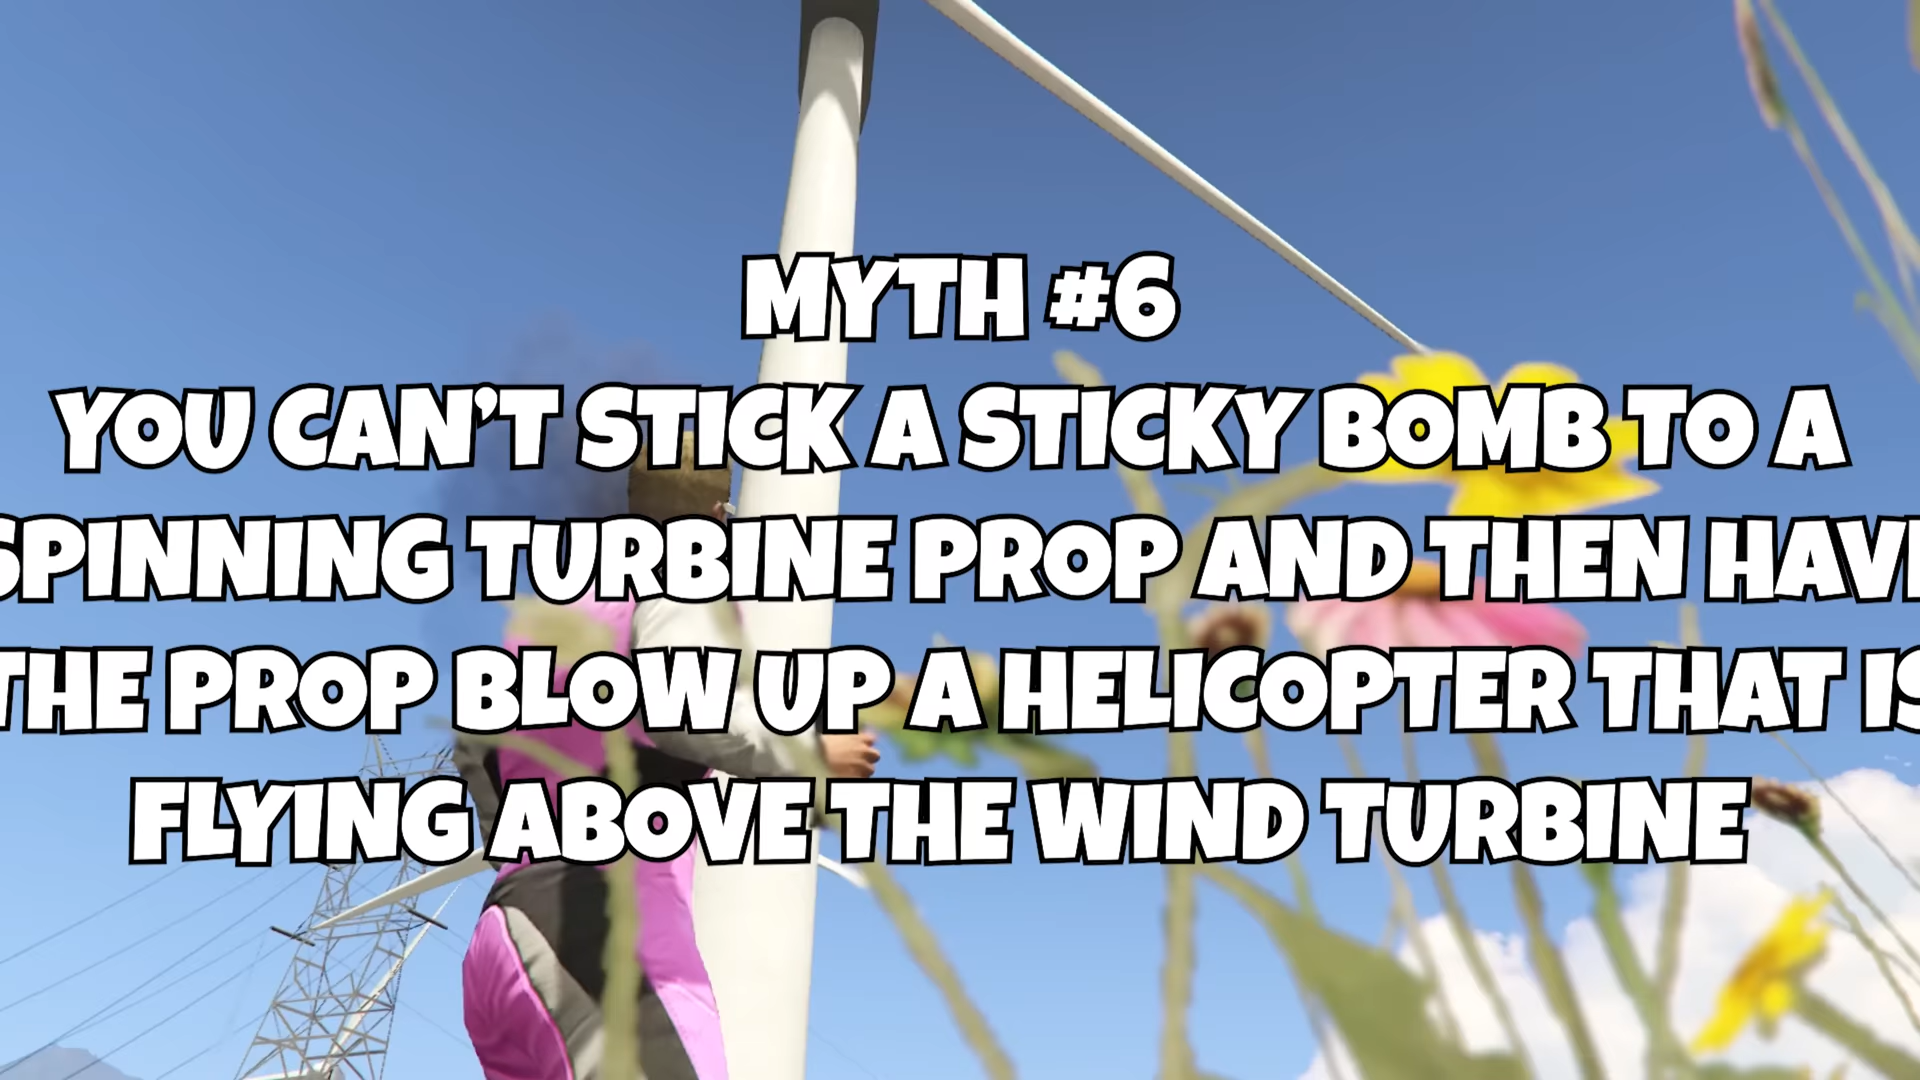 MYTH #6
YOU CAN'T STICK A STICKY BOMB TO A
SPINNING TURBINE PROP AND THEN HAVE
THE PROP BLOW UP A HELICOPTER THAT IS
FLYING ABOVE THE WIND TURBINE